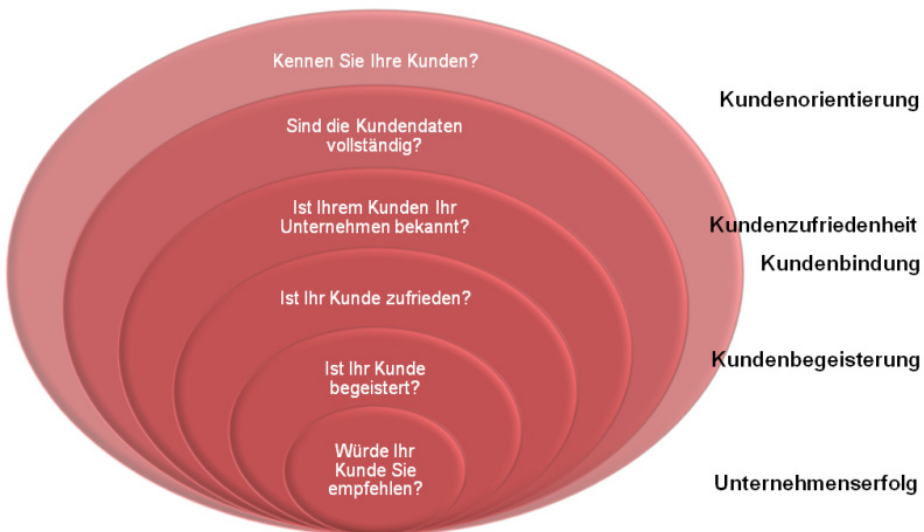 Kennen Sie Ihre Kunden?
Kundenorientierung
Sind die Kundendaten
vollständig?
Ist Ihrem Kunden Ihr
Unternehmen bekannt?
Kundenzufriedenheit
Kundenbindung
Ist Ihr Kunde zufrieden?
Ist Ihr Kunde
begeistert?
Kundenbegeisterung
Würde Ihr
Kunde Sie
empfehlen?
Unternehmenserfolg